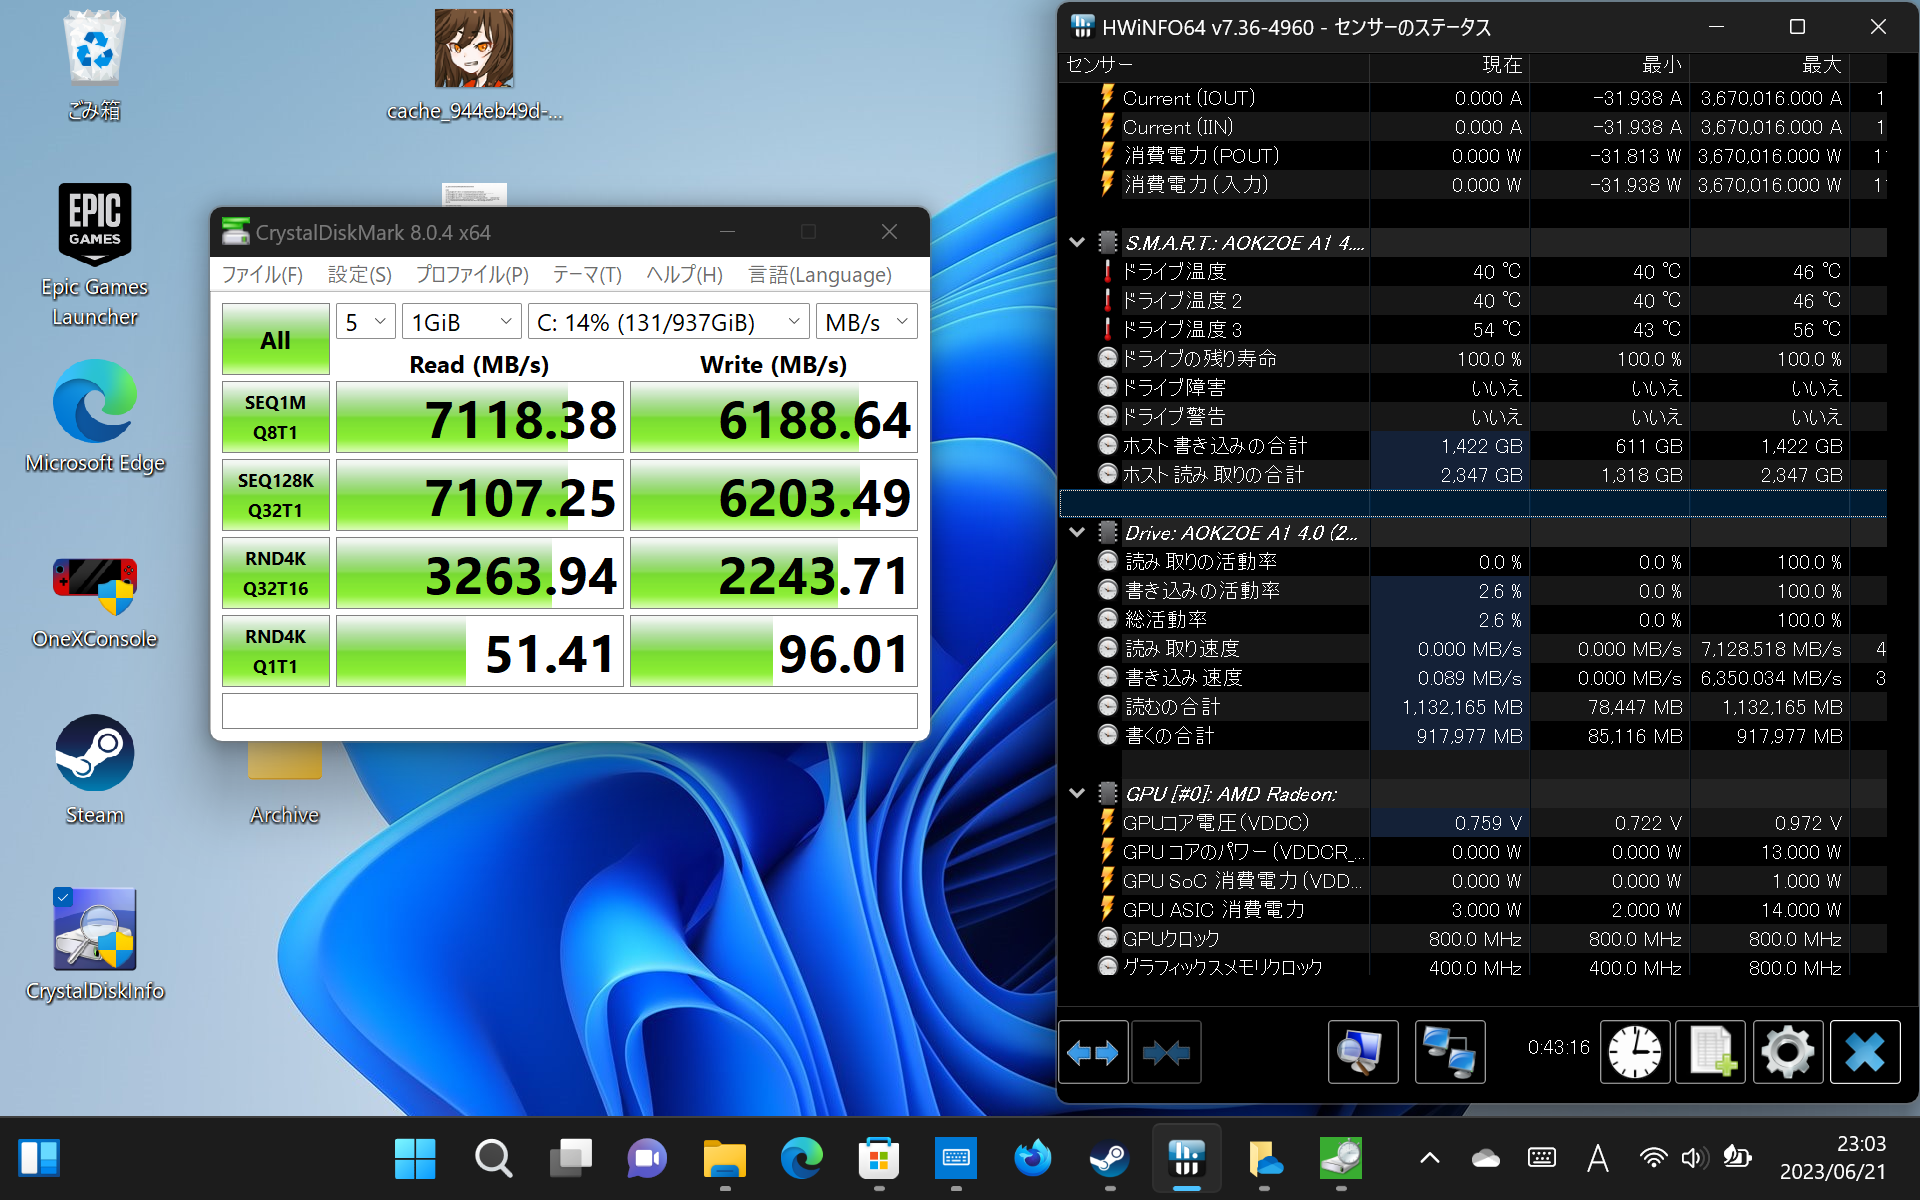 ごみ箱
cache_944eb49d-...
Epic Games
Launcher
EPIC
GAMES
Microsoft Edge
OneXConsole
Steam
Archive
CrystalDiskInfo
CrystalDiskMark 8.0.4 x64
ファイル(F) 設定(S) プロファイル(P) テーマ(T) ヘルプ(H) 言語(Language)
All 5 1GiB C: 14% (131/937GiB) MB/s
Read (MB/s) Write (MB/s)
SEQ1M
Q8T1 7118.38 6188.64
SEQ128K
Q32T1 7107.25 6203.49
RND4K
Q32T16 3263.94 2243.71
RND4K
Q1T1 51.41 96.01
HWiNFO64 v7.36-4960 - センサーのステータス
センサー 現在 最小 最大
Current (IOUT) 0.000 A -31.938 A 3,670,016.000 A 1
Current (IIN) 0.000 A -31.938 A 3,670,016.000 A 1
消費電力 (POUT) 0.000 W -31.813 W 3,670,016.000 W 1
消費電力 (入力) 0.000 W -31.938 W 3,670,016.000 W 1
S.M.A.R.T.: AOKZOE A1 4....
ドライブ温度 40 ℃ 40 ℃ 46 ℃
ドライブ温度 2 40 ℃ 40 ℃ 46 ℃
ドライブ温度 3 54 ℃ 43 ℃ 56 ℃
ドライブの残り寿命 100.0 % 100.0 % 100.0 %
ドライブ障害 いいえ いいえ いいえ
ドライブ警告 いいえ いいえ いいえ
ホスト書き込みの合計 1,422 GB 611 GB 1,422 GB
ホスト読み取りの合計 2,347 GB 1,318 GB 2,347 GB
Drive: AOKZOE A1 4.0 (2...
読み取りの活動率 0.0 % 0.0 % 100.0 %
書き込みの活動率 2.6 % 0.0 % 100.0 %
総活動率 2.6 % 0.0 % 100.0 %
読み取り速度 0.000 MB/s 0.000 MB/s 7,128.518 MB/s 4
書き込み速度 0.089 MB/s 0.000 MB/s 6,350.034 MB/s 3
読むの合計 1,132,165 MB 78,447 MB 1,132,165 MB
書くの合計 917,977 MB 85,116 MB 917,977 MB
GPU [#0]: AMD Radeon:
GPUコア電圧 (VDDC) 0.759 V 0.722 V 0.972 V
GPU コアのパワー (VDDCR_... 0.000 W 0.000 W 13.000 W
GPU SoC 消費電力 (VDD... 0.000 W 0.000 W 1.000 W
GPU ASIC 消費電力 3.000 W 2.000 W 14.000 W
GPUクロック 800.0 MHz 800.0 MHz 800.0 MHz
グラフィックスメモリクロック 400.0 MHz 400.0 MHz 800.0 MHz
0:43:16
A
23:03
2023/06/21